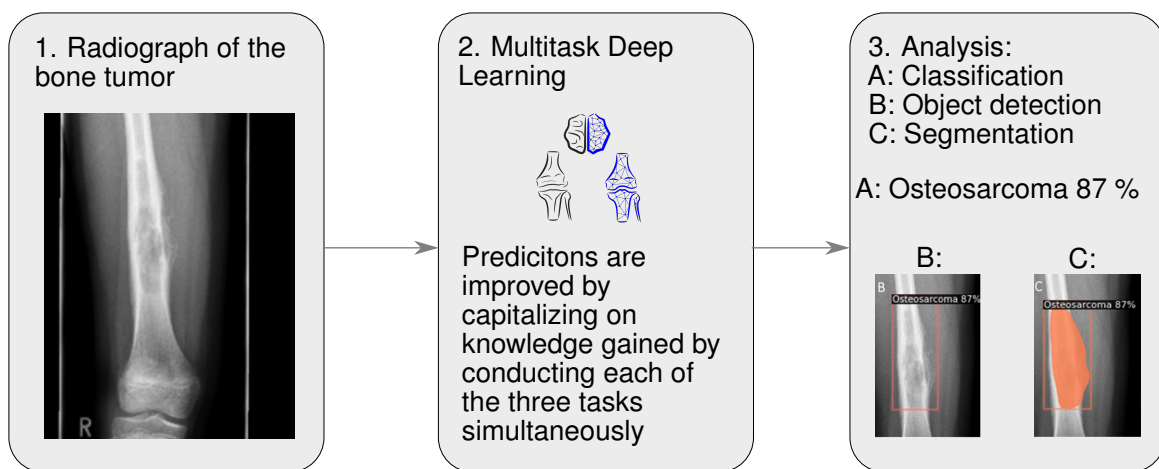 1. Radiograph of the
bone tumor
R
2. Multitask Deep
Learning
Predicitons are
improved by
capitalizing on
knowledge gained by
conducting each of
the three tasks
simultaneously
3. Analysis:
A: Classification
B: Object detection
C: Segmentation
A: Osteosarcoma 87 %
B:
B
Osteosarcoma 87%
C:
C
Osteosarcoma 87%